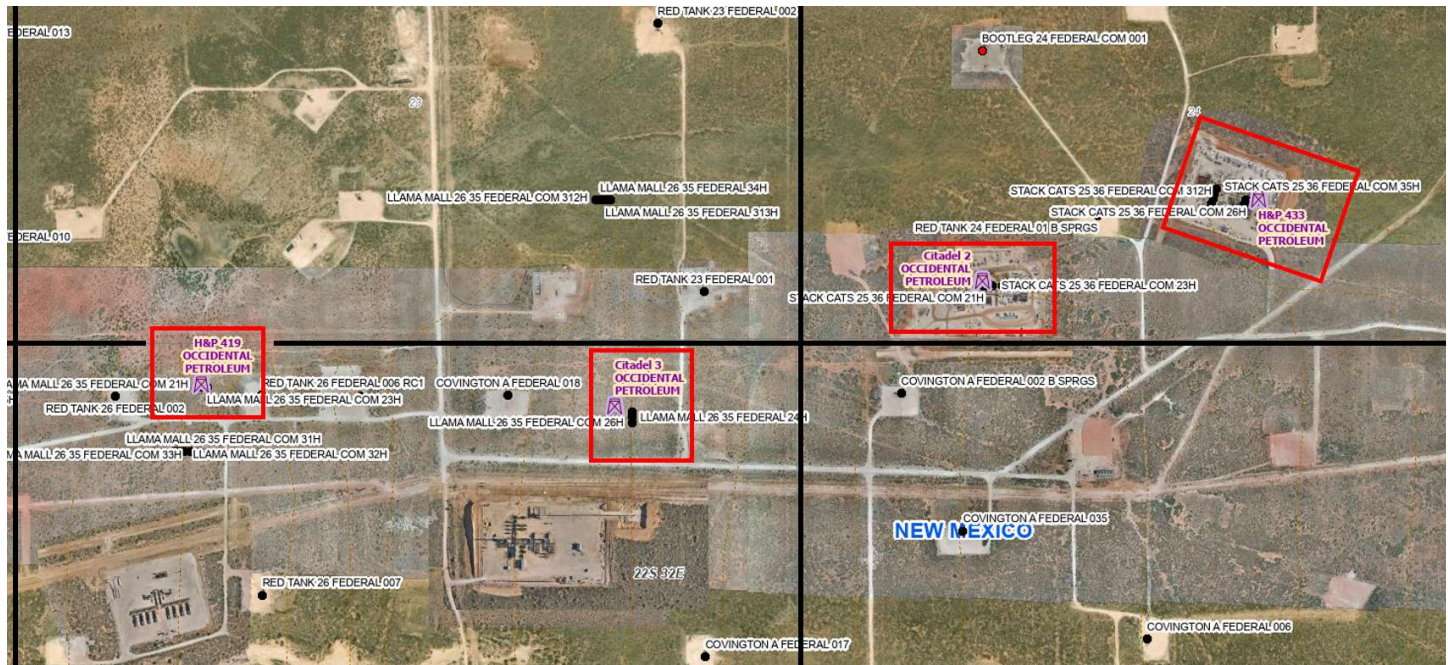 RED TANK 23 FEDERAL 002
EDERAL 013
BOOTLEG 24 FEDERAL COM 001
23
24
LLAMA MALL 26 35 FEDERAL 34H
LLAMA MALL 26 35 FEDERAL COM 312H
LLAMA MALL 26 35 FEDERAL 313H
STACK CATS 25 36 FEDERAL COM 312H
STACK CATS 25 36 FEDERAL COM 35H
STACK CATS 25 36 FEDERAL COM 26H
H&P 433
OCCIDENTAL
PETROLEUM
RED TANK 24 FEDERAL 01 B SPRGS
EDERAL 010
Citadel 2
OCCIDENTAL
PETROLEUM
RED TANK 23 FEDERAL 001
STACK CATS 25 36 FEDERAL COM 23H
STACK CATS 25 36 FEDERAL COM 21H
H&P 419
OCCIDENTAL
PETROLEUM
Citadel 3
OCCIDENTAL
PETROLEUM
AMA MALL 26 35 FEDERAL COM 21H
RED TANK 26 FEDERAL 006 RC1
COVINGTON A FEDERAL 018
COVINGTON A FEDERAL 002 B SPRGS
LLAMA MALL 26 35 FEDERAL COM 23H
RED TANK 26 FEDERAL 002
LLAMA MALL 26 35 FEDERAL COM 26H
LLAMA MALL 26 35 FEDERAL 24H
LLAMA MALL 26 35 FEDERAL COM 31H
MA MALL 26 35 FEDERAL COM 33H
LLAMA MALL 26 35 FEDERAL COM 32H
COVINGTON A FEDERAL 035
NEW MEXICO
22S 32E
RED TANK 26 FEDERAL 007
COVINGTON A FEDERAL 006
COVINGTON A FEDERAL 017